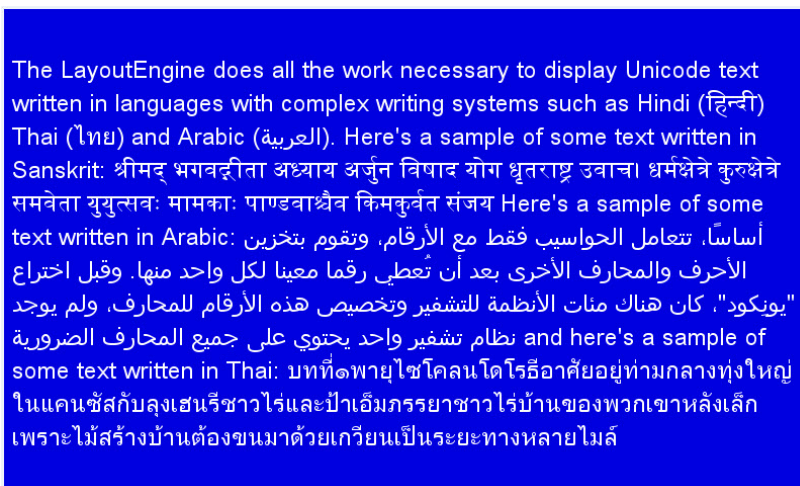 The LayoutEngine does all the work necessary to display Unicode text
written in languages with complex writing systems such as Hindi (हिन्दी)
Thai (ไทย) and Arabic (العربية). Here's a sample of some text written in
Sanskrit: श्रीमद् भगवद्गीता अध्याय अर्जुन विषाद योग धृतराष्ट्र उवाच। धर्मक्षेत्रे कुरुक्षेत्रे
समवेता युयुत्सवः मामकाः पाण्डवाश्चैव किमकुर्वत संजय Here's a sample of some
text written in Arabic: أساسًا، تتعامل الحواسيب فقط مع الأرقام، وتقوم بتخزين
الأحرف والمحارف الأخرى بعد أن تُعطي رقما معينا لكل واحد منها. وقبل اختراع
"يونِكود"، كان هناك مئات الأنظمة للتشفير وتخصيص هذه الأرقام للمحارف، ولم يوجد
نظام تشفير واحد يحتوي على جميع المحارف الضرورية and here's a sample of
some text written in Thai: บทที่๑พายุไซโคลนโดโรธีอาศัยอยู่ท่ามกลางทุ่งใหญ่
ในแคนซัสกับลุงเฮนรีชาวไร่และป้าเอ็มภรรยาชาวไร่บ้านของพวกเขาหลังเล็ก
เพราะไม้สร้างบ้านต้องขนมาด้วยเกวียนเป็นระยะทางหลายไมล์